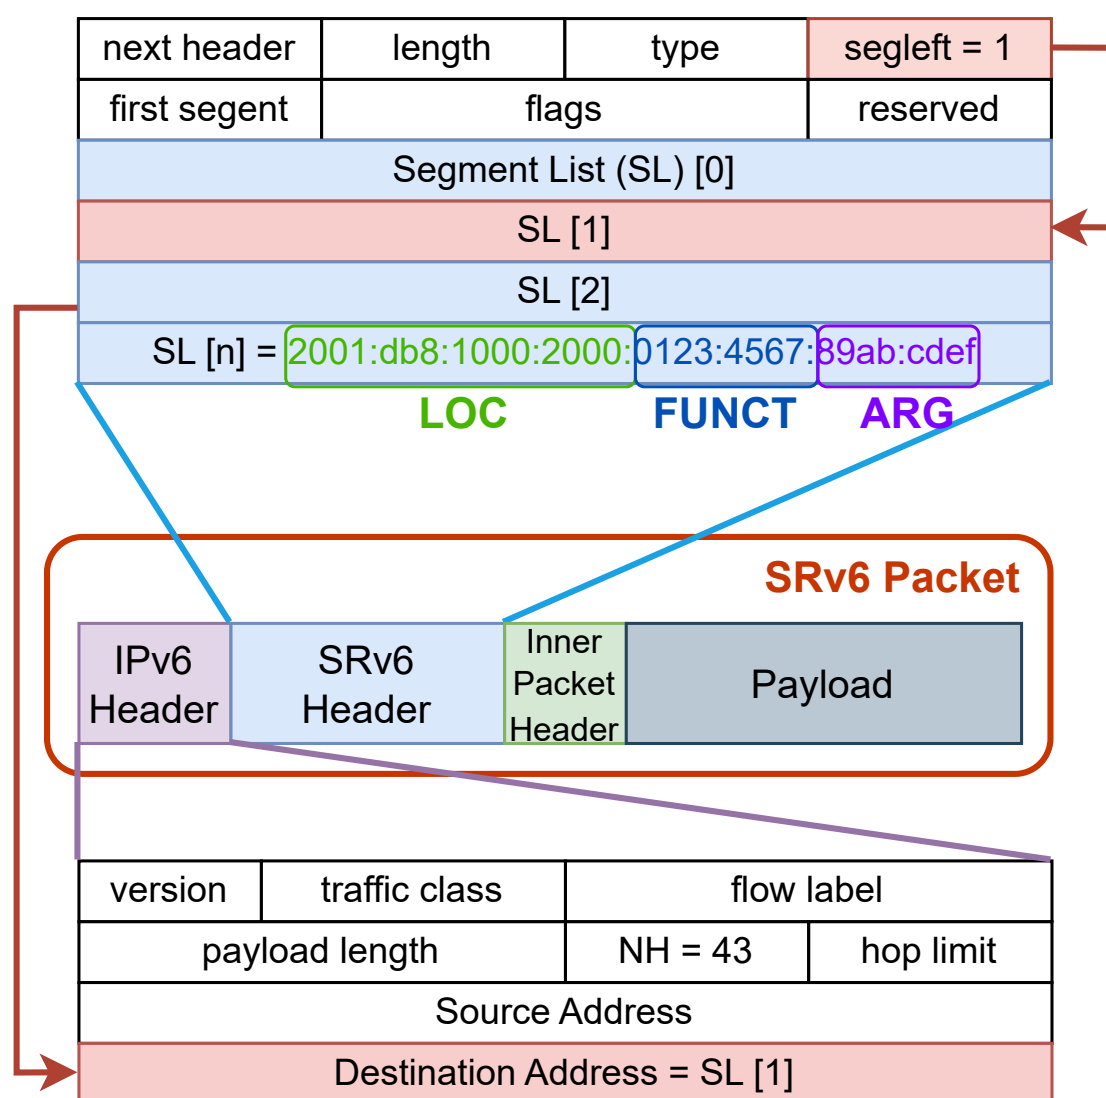 next header length type segleft = 1
first segent flags reserved
Segment List (SL) [0]
SL [1]
SL [2]
SL [n] = 2001:db8:1000:2000:0123:4567:89ab:cdef
LOC FUNCT ARG
SRv6 Packet
IPv6
Header
SRv6
Header
Inner
Packet
Header
Payload
version traffic class flow label
payload length NH = 43 hop limit
Source Address
Destination Address = SL [1]